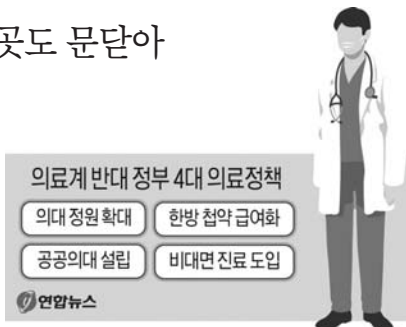 곳도 문닫아
의료계 반대 정부 4대 의료정책
의대 정원 확대 한방 첩약 급여화
공공의대 설립 비대면 진료 도입
연합뉴스